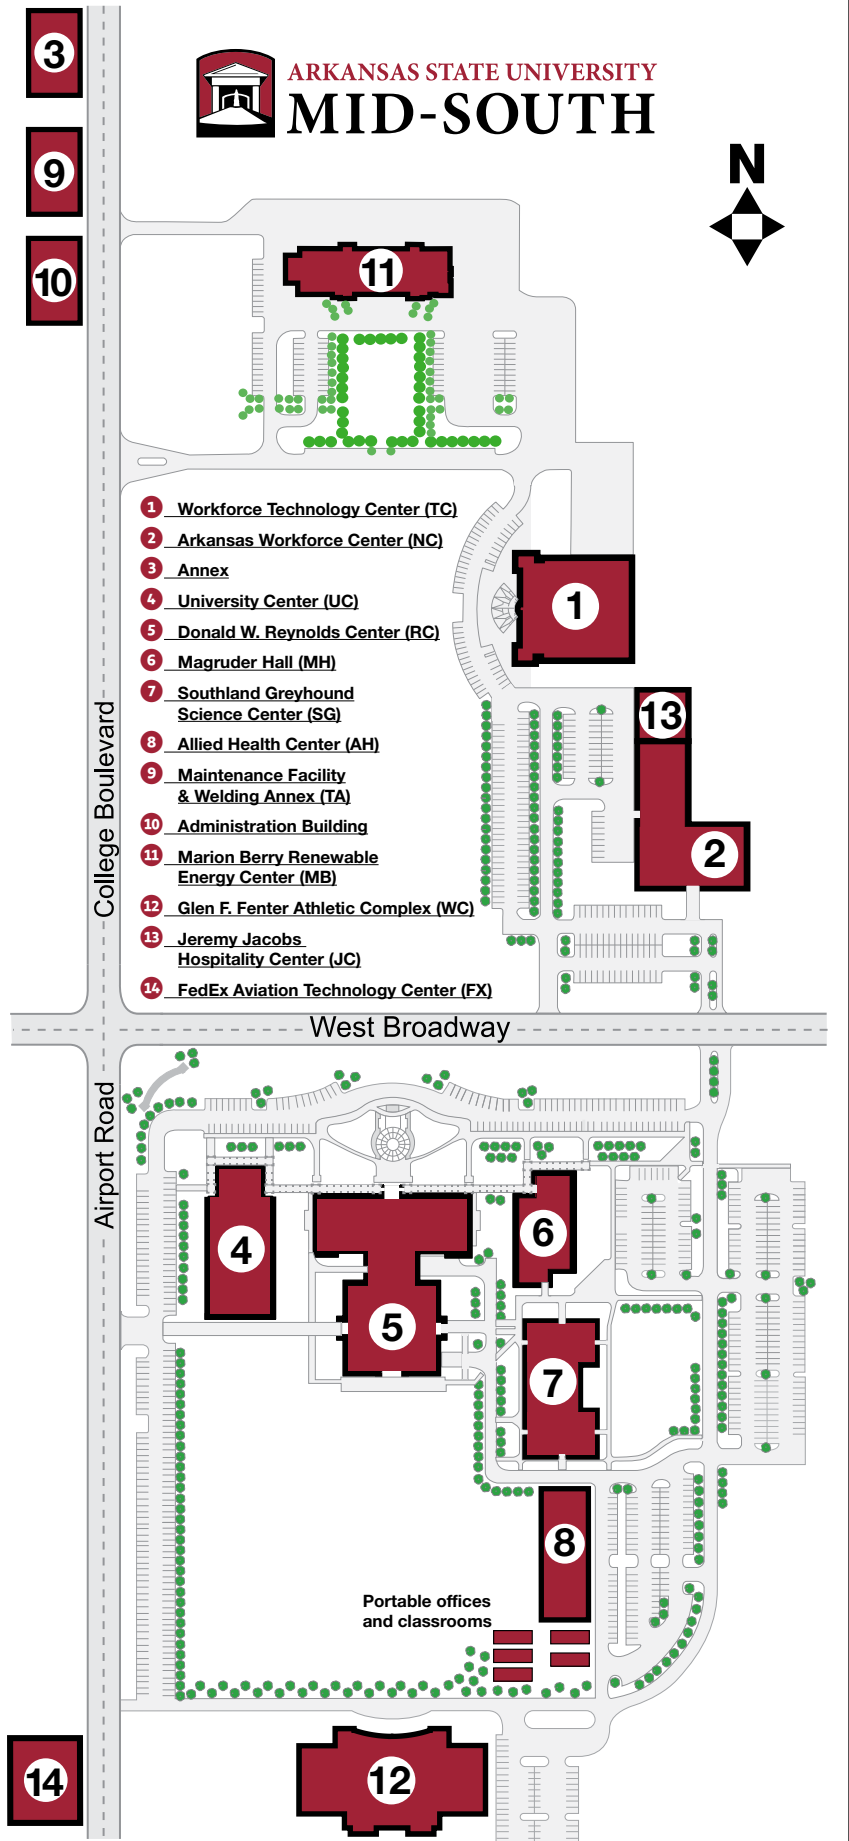 ARKANSAS STATE UNIVERSITY
MID-SOUTH
N
3
9
10
11
1 Workforce Technology Center (TC)
2 Arkansas Workforce Center (NC)
3 Annex
4 University Center (UC)
5 Donald W. Reynolds Center (RC)
6 Magruder Hall (MH)
7 Southland Greyhound
Science Center (SG)
8 Allied Health Center (AH)
9 Maintenance Facility
& Welding Annex (TA)
10 Administration Building
11 Marion Berry Renewable
Energy Center (MB)
12 Glen F. Fenter Athletic Complex (WC)
13 Jeremy Jacobs
Hospitality Center (JC)
14 FedEx Aviation Technology Center (FX)
1
13
2
College Boulevard
West Broadway
Airport Road
4
6
5
7
8
Portable offices
and classrooms
14
12